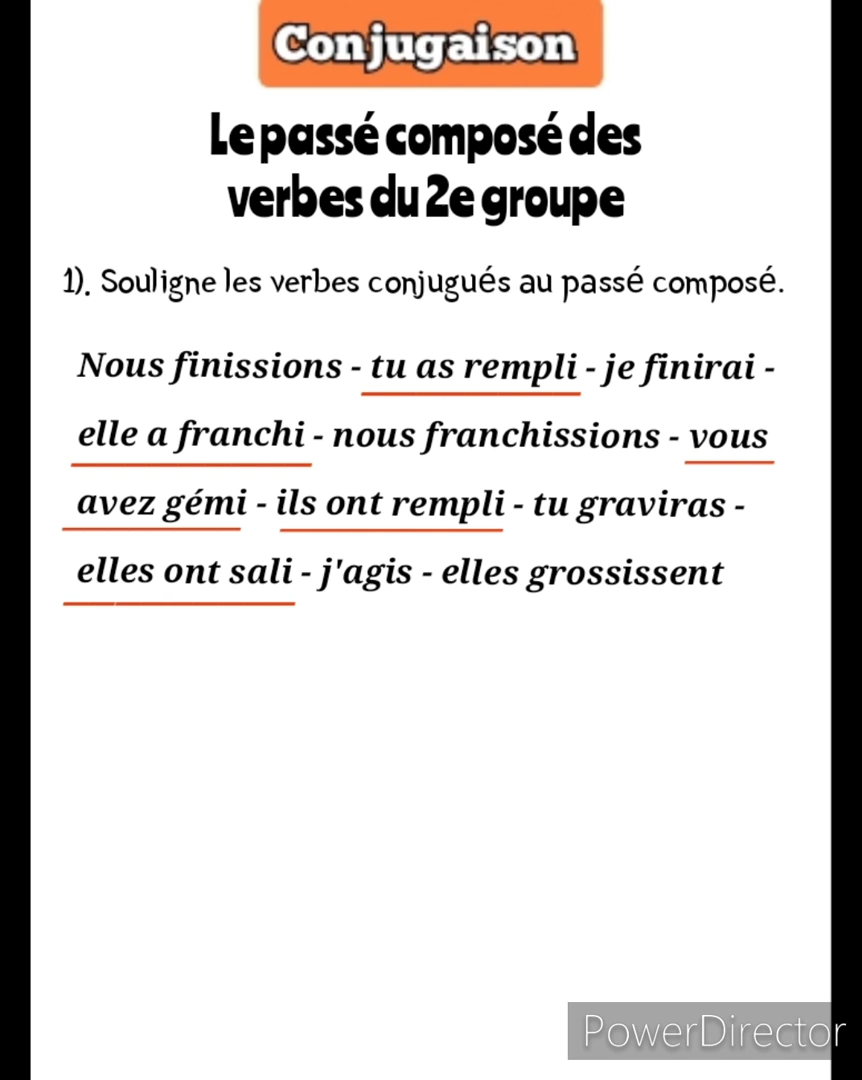 Conjugaison
Le passé composé des
verbes du 2e groupe
1). Souligne les verbes conjugués au passé composé.
Nous finissions - tu as rempli - je finirai -
elle a franchi - nous franchissions - vous
avez gémi - ils ont rempli - tu graviras -
elles ont sali - j'agis - elles grossissent
PowerDirector